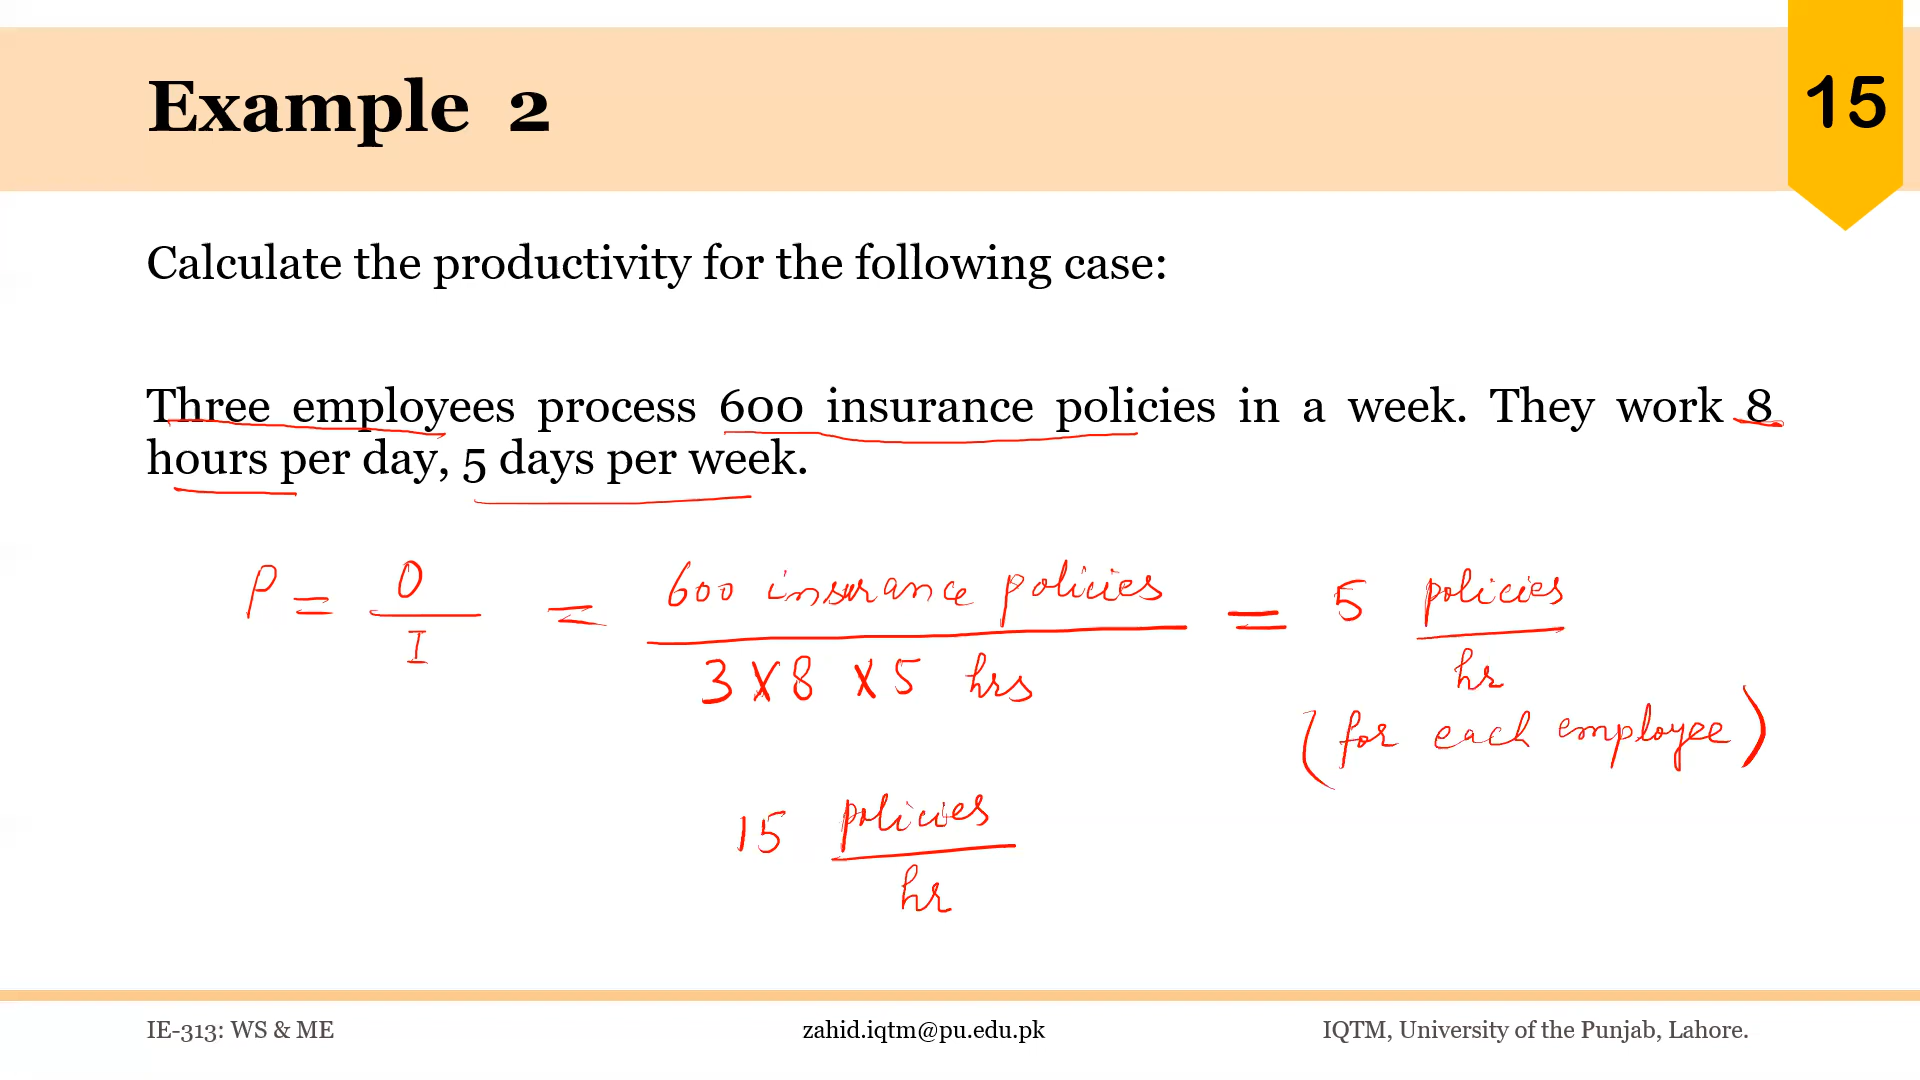 Example 2
15
Calculate the productivity for the following case:
Three employees process 600 insurance policies in a week. They work 8
hours per day, 5 days per week.
P = O / I = 600 insurance policies / 3 X 8 X 5 hrs = 5 policies / hr
(for each employee)
15 policies / hr
IE-313: WS & ME
zahid.iqtm@pu.edu.pk
IQTM, University of the Punjab, Lahore.